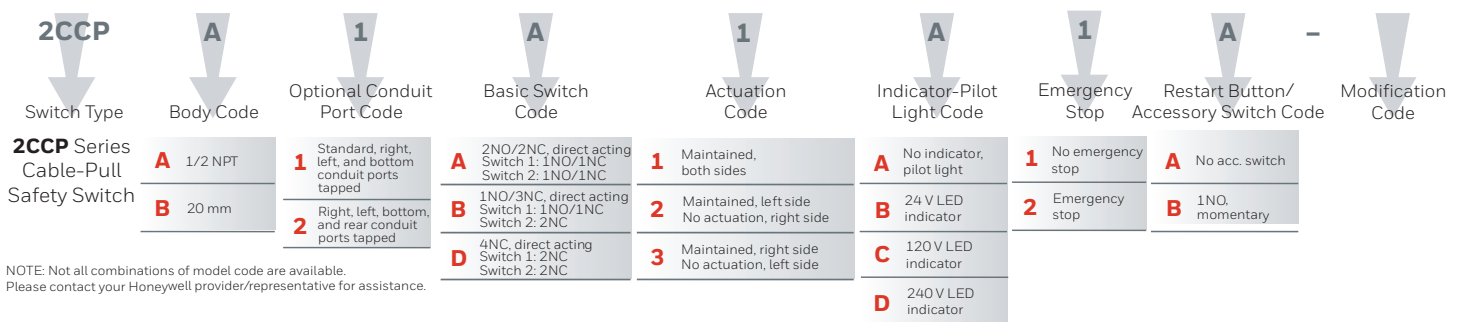 2CCP A 1 A 1 A 1 A –
Switch Type
Body Code
Optional Conduit
Port Code
Basic Switch
Code
Actuation
Code
Indicator-Pilot
Light Code
Emergency
Stop
Restart Button/
Accessory Switch Code
Modification
Code
2CCP Series
Cable-Pull
Safety Switch
A 1/2 NPT
B 20 mm
1 Standard, right,
left, and bottom
conduit ports
tapped
2 Right, left, bottom,
and rear conduit
ports tapped
A 2NO/2NC, direct acting
Switch 1: 1NO/1NC
Switch 2: 1NO/1NC
B 1NO/3NC, direct acting
Switch 1: 1NO/1NC
Switch 2: 2NC
D 4NC, direct acting
Switch 1: 2NC
Switch 2: 2NC
1 Maintained,
both sides
2 Maintained, left side
No actuation, right side
3 Maintained, right side
No actuation, left side
A No indicator,
pilot light
B 24 V LED
indicator
C 120 V LED
indicator
D 240 V LED
indicator
1 No emergency
stop
2 Emergency
stop
A No acc. switch
B 1NO,
momentary
NOTE: Not all combinations of model code are available.
Please contact your Honeywell provider/representative for assistance.